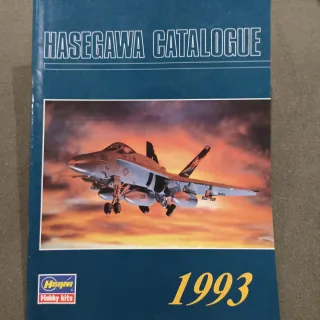 HASEGAWA CATALOGUE
Hasegawa
Hobby kits
1993